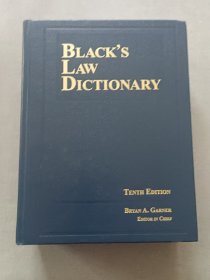 BLACK'S
LAW
DICTIONARY
TENTH EDITION
BRYAN A. GARNER
EDITOR IN CHIEF